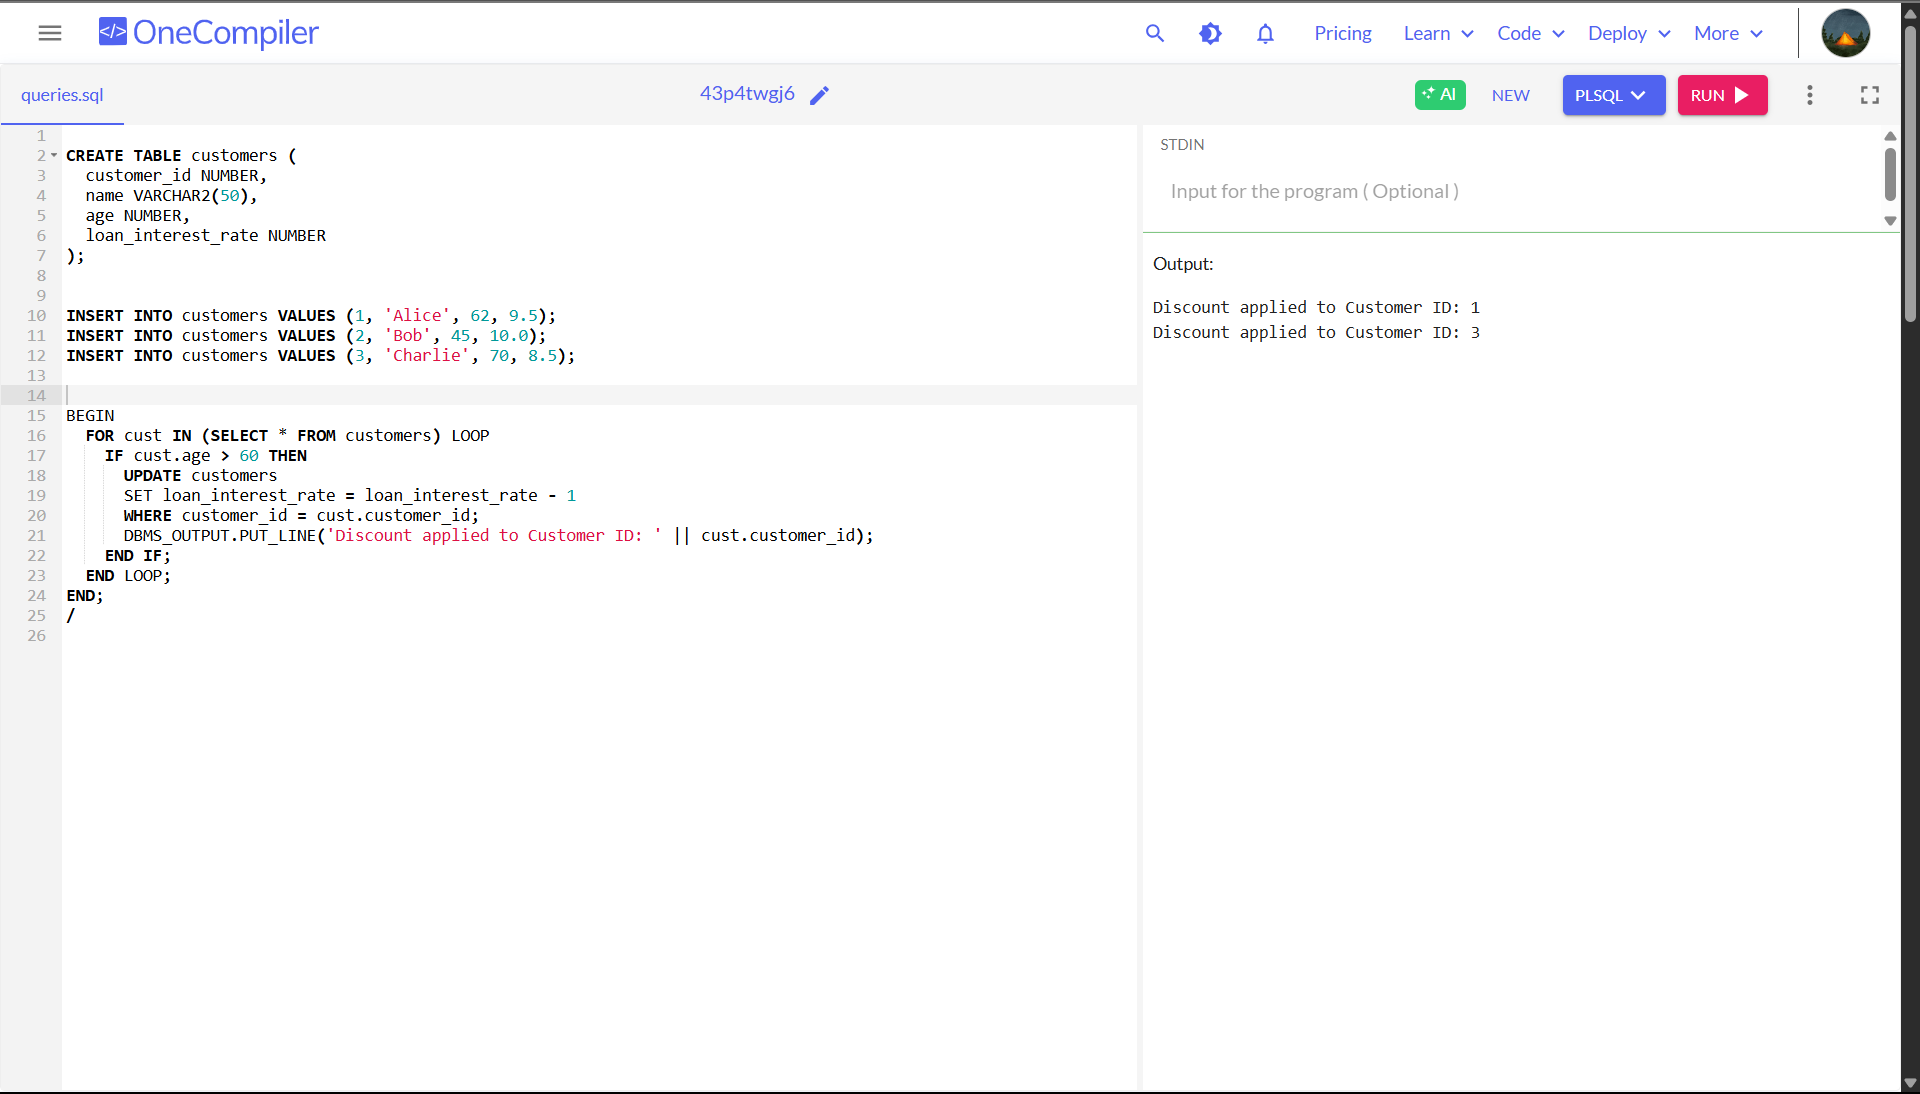 </> OneCompiler
Pricing Learn Code Deploy More
queries.sql
43p4twgj6
AI NEW PLSQL RUN
1
2 CREATE TABLE customers (
3   customer_id NUMBER,
4   name VARCHAR2(50),
5   age NUMBER,
6   loan_interest_rate NUMBER
7 );
8
9
10 INSERT INTO customers VALUES (1, 'Alice', 62, 9.5);
11 INSERT INTO customers VALUES (2, 'Bob', 45, 10.0);
12 INSERT INTO customers VALUES (3, 'Charlie', 70, 8.5);
13
14
15 BEGIN
16   FOR cust IN (SELECT * FROM customers) LOOP
17     IF cust.age > 60 THEN
18       UPDATE customers
19       SET loan_interest_rate = loan_interest_rate - 1
20       WHERE customer_id = cust.customer_id;
21       DBMS_OUTPUT.PUT_LINE('Discount applied to Customer ID: ' || cust.customer_id);
22     END IF;
23   END LOOP;
24 END;
25 /
26
STDIN
Input for the program ( Optional )
Output:
Discount applied to Customer ID: 1
Discount applied to Customer ID: 3